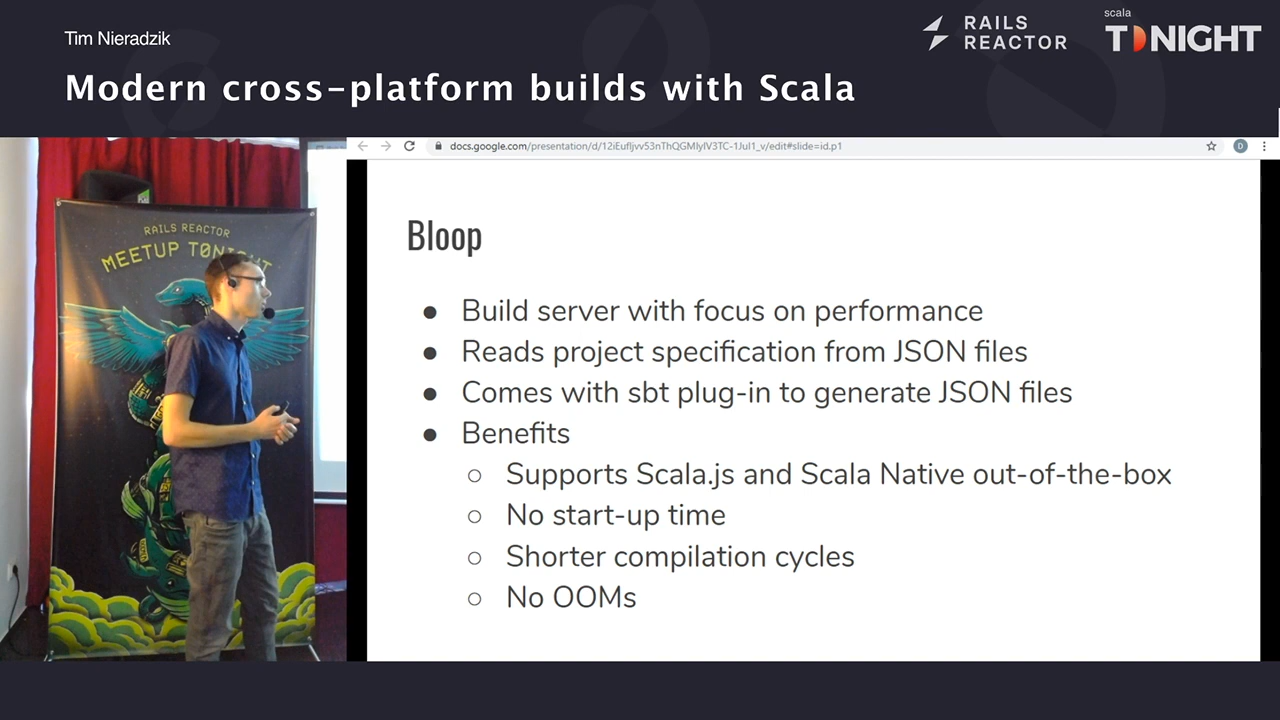 Tim Nieradzik
Modern cross-platform builds with Scala
RAILS
REACTOR
scala
TONIGHT
docs.google.com/presentation/d/12iEufljvv53nThQGMlyIV3TC-1Jul1_v/edit#slide=id.p1
D
RAILS REACTOR
MEETUP TONIGHT
Bloop
● Build server with focus on performance
● Reads project specification from JSON files
● Comes with sbt plug-in to generate JSON files
● Benefits
○ Supports Scala.js and Scala Native out-of-the-box
○ No start-up time
○ Shorter compilation cycles
○ No OOMs